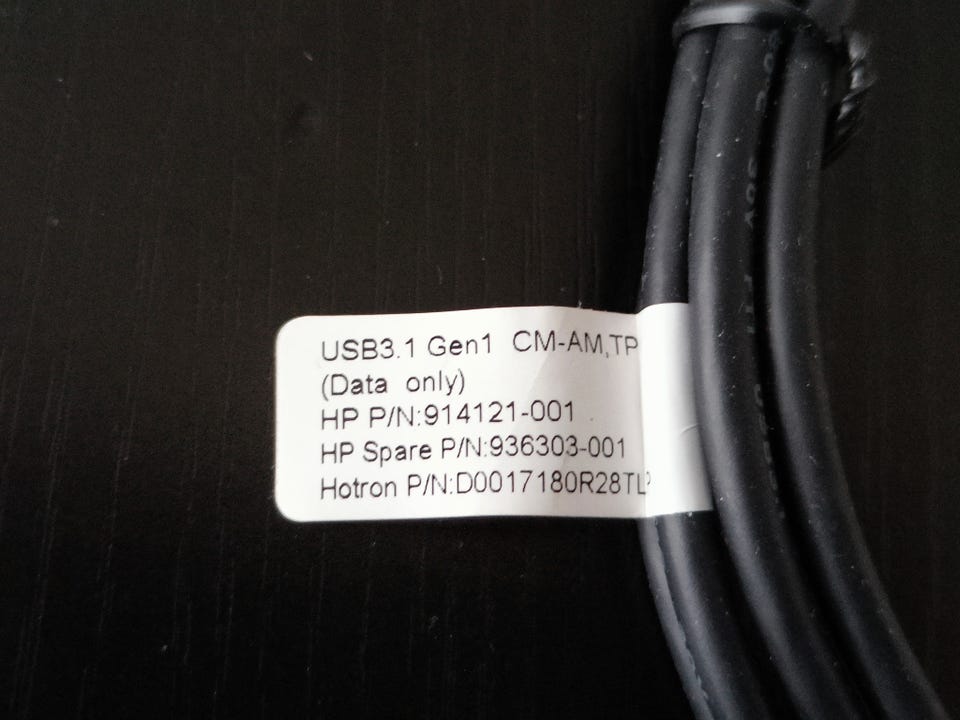 USB3.1 Gen1 CM-AM,TP
(Data only)
HP P/N:914121-001
HP Spare P/N:936303-001
Hotron P/N:D0017180R28TL